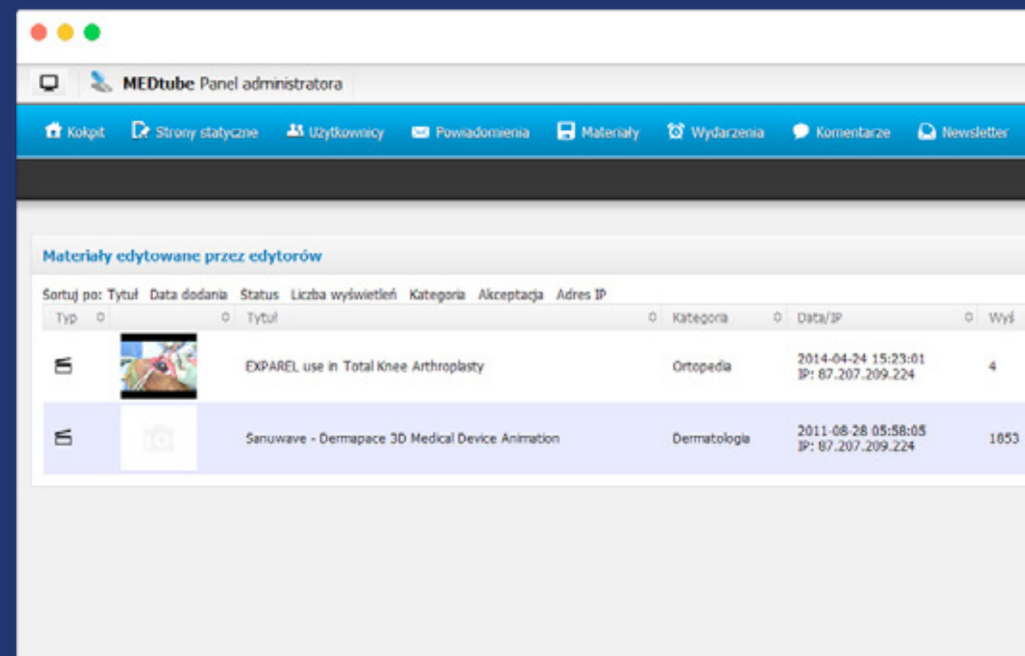 MEDtube Panel administratora
Kokpit Strony statyczne Użytkownicy Powiadomienia Materiały Wydarzenia Komentarze Newsletter
Materiały edytowane przez edytorów
Sortuj po: Tytuł Data dodania Status Liczba wyświetleń Kategoria Akceptacja Adres IP
Typ Tytuł Kategoria Data/IP Wyś
EXPAREL use in Total Knee Arthroplasty Ortopedia 2014-04-24 15:23:01 4
IP: 87.207.209.224
Sanuwave - Dermapace 3D Medical Device Animation Dermatologia 2011-08-28 05:58:05 1853
IP: 87.207.209.224